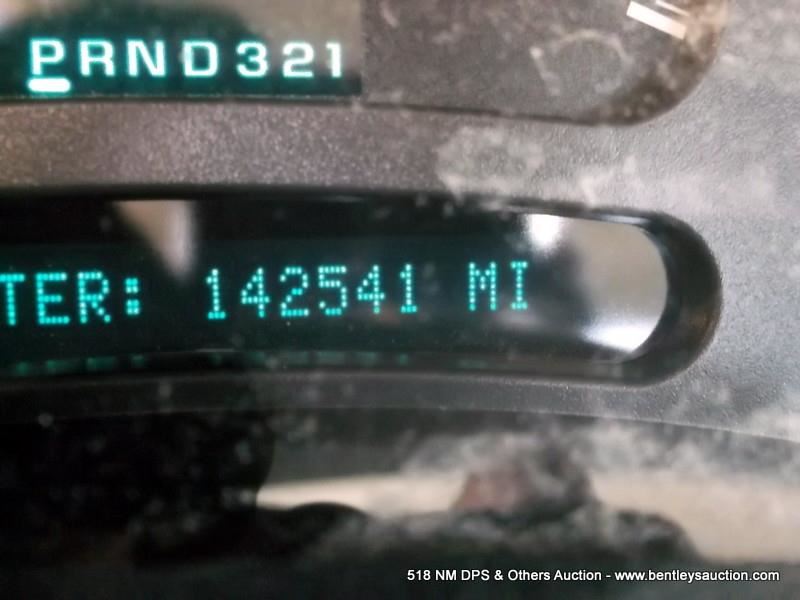 PRND321
TER: 142541 MI
518 NM DPS & Others Auction - www.bentleysauction.com